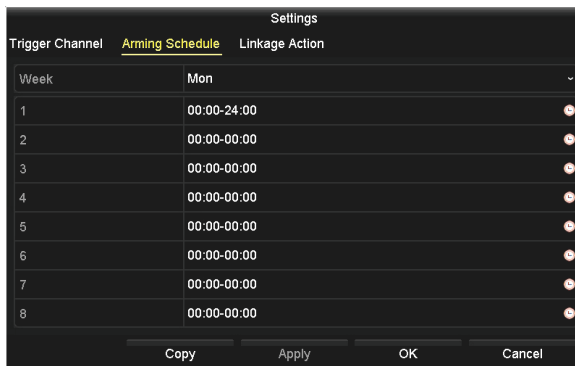 Settings
Trigger Channel Arming Schedule Linkage Action
Week Mon
1 00:00-24:00
2 00:00-00:00
3 00:00-00:00
4 00:00-00:00
5 00:00-00:00
6 00:00-00:00
7 00:00-00:00
8 00:00-00:00
Copy Apply OK Cancel